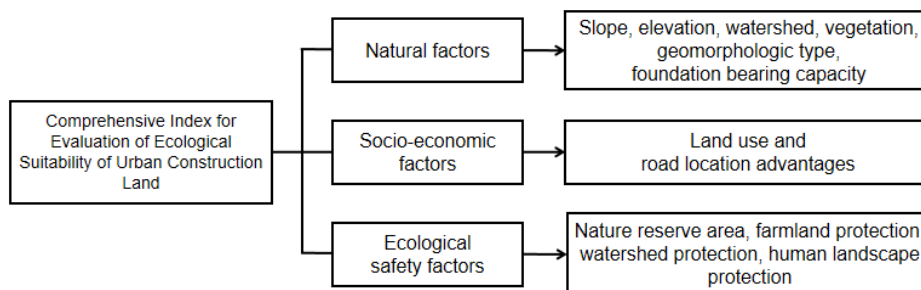 Comprehensive Index for
Evaluation of Ecological
Suitability of Urban Construction
Land
Natural factors
Slope, elevation, watershed, vegetation,
geomorphologic type,
foundation bearing capacity
Socio-economic
factors
Land use and
road location advantages
Ecological
safety factors
Nature reserve area, farmland protection
watershed protection, human landscape
protection